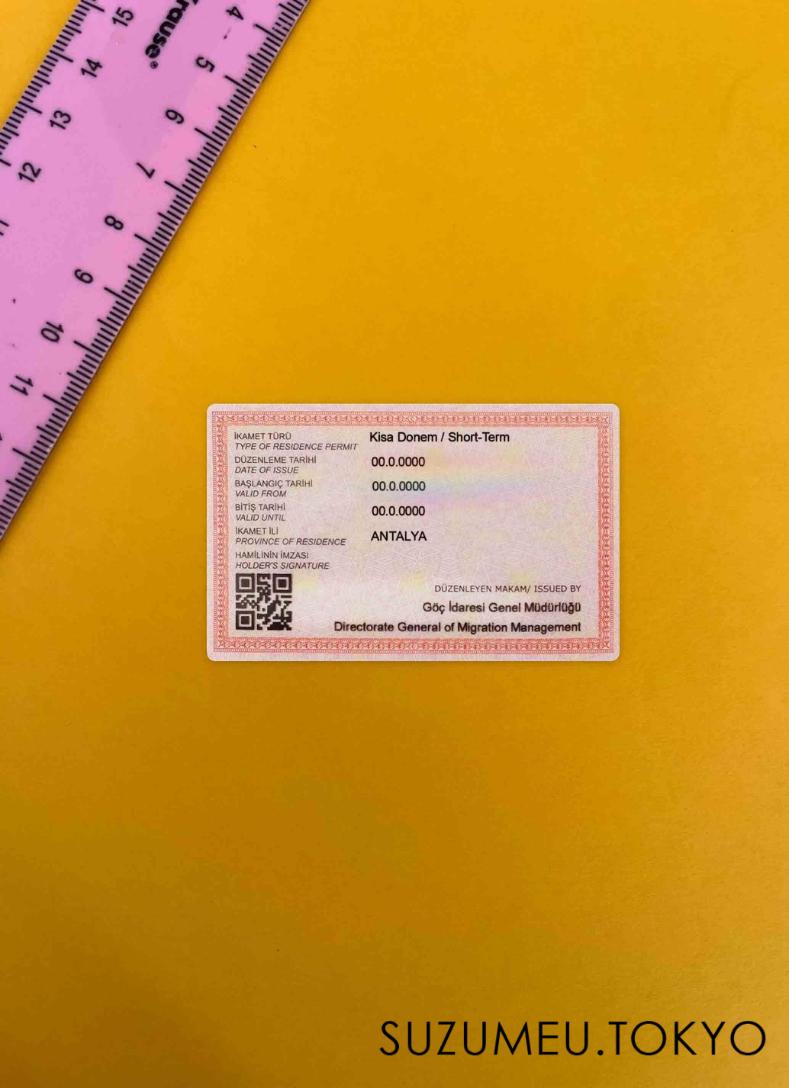 Krause®
15
14
13
12
11
10
9
8
7
6
5
4
İKAMET TÜRÜ
TYPE OF RESIDENCE PERMIT
Kisa Donem / Short-Term
DÜZENLEME TARİHİ
DATE OF ISSUE
00.0.0000
BAŞLANGIÇ TARİHİ
VALID FROM
00.0.0000
BİTİŞ TARİHİ
VALID UNTIL
00.0.0000
İKAMET İLİ
PROVINCE OF RESIDENCE
ANTALYA
HAMİLİNİN İMZASI
HOLDER'S SIGNATURE
DÜZENLEYEN MAKAM/ ISSUED BY
Göç İdaresi Genel Müdürlüğü
Directorate General of Migration Management
SUZUMEU.TOKYO